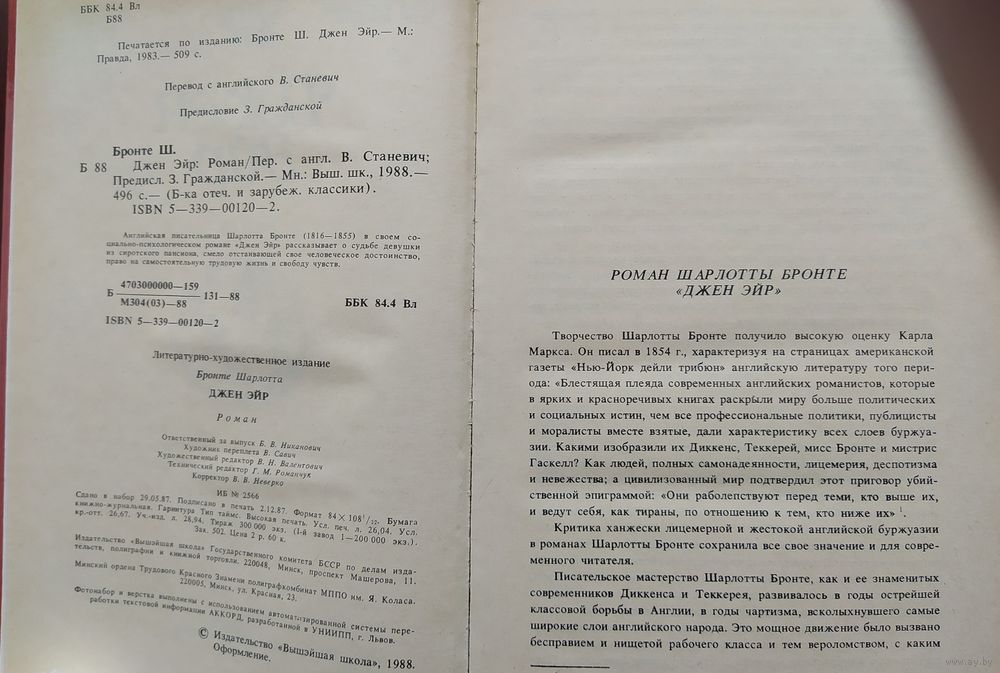 ББК 84.4 Вл
Б88
Печатается по изданию: Бронте Ш. Джен Эйр.— М.:
Правда, 1983.— 509 с.
Перевод с английского В. Станевич
Предисловие З. Гражданской
Бронте Ш.
Б 88
Джен Эйр: Роман/Пер. с англ. В. Станевич;
Предисл. З. Гражданской.— Мн.: Выш. шк., 1988.—
496 с.— (Б-ка отеч. и зарубеж. классики).
ISBN 5—339—00120—2.
Английская писательница Шарлотта Бронте (1816—1855) в своем со-
циально-психологическом романе «Джен Эйр» рассказывает о судьбе девушки
из сиротского пансиона, смело отстаивающей свое человеческое достоинство,
право на самостоятельную трудовую жизнь и свободу чувств.
4703000000—159
Б 131—88
М304(03)—88
ББК 84.4 Вл
ISBN 5—339—00120—2
Литературно-художественное издание
Бронте Шарлотта
ДЖЕН ЭЙР
Роман
Ответственный за выпуск Б. В. Никанович
Художник переплета В. Савич
Художественный редактор В. Н. Валентович
Технический редактор Г. М. Романчук
Корректор В. В. Неверко
ИБ № 2566
Сдано в набор 29.05.87. Подписано в печать 2.12.87. Формат 84×108¹/₃₂. Бумага
книжно-журнальная. Гарнитура Тип таймс. Высокая печать. Усл. печ. л. 26,04. Усл.
кр.-отт. 26,67. Уч.-изд. л. 28,94. Тираж 300 000 экз. (1-й завод 1—200 000 экз.).
Зак. 502. Цена 2 р. 60 к.
Издательство «Вышэйшая школа» Государственного комитета БССР по делам изда-
тельств, полиграфии и книжной торговли. 220048, Минск, проспект Машерова, 11.
Минский ордена Трудового Красного Знамени полиграфкомбинат МППО им. Я. Коласа.
220005, Минск, ул. Красная, 23.
Фотонабор и верстка выполнены с использованием автоматизированной системы пере-
работки текстовой информации АККОРД, разработанной в УНИИПП, г. Львов.
© Издательство «Вышэйшая школа», 1988.
Оформление.
РОМАН ШАРЛОТТЫ БРОНТЕ
«ДЖЕН ЭЙР»
Творчество Шарлотты Бронте получило высокую оценку Карла
Маркса. Он писал в 1854 г., характеризуя на страницах американской
газеты «Нью-Йорк дейли трибюн» английскую литературу того пери-
ода: «Блестящая плеяда современных английских романистов, которые
в ярких и красноречивых книгах раскрыли миру больше политических
и социальных истин, чем все профессиональные политики, публицисты
и моралисты вместе взятые, дали характеристику всех слоев буржуа-
зии. Какими изобразили их Диккенс, Теккерей, мисс Бронте и мистрис
Гаскелл? Как людей, полных самонадеянности, лицемерия, деспотизма
и невежества; а цивилизованный мир подтвердил этот приговор убий-
ственной эпиграммой: «Они раболепствуют перед теми, кто выше их,
и ведут себя, как тираны, по отношению к тем, кто ниже их» ¹.
Критика ханжески лицемерной и жестокой английской буржуазии
в романах Шарлотты Бронте сохранила все свое значение и для совре-
менного читателя.
Писательское мастерство Шарлотты Бронте, как и ее знаменитых
современников Диккенса и Теккерея, развивалось в годы острейшей
классовой борьбы в Англии, в годы чартизма, всколыхнувшего самые
широкие слои английского народа. Это мощное движение было вызвано
бесправием и нищетой рабочего класса и тем вероломством, с каким
www.ay.by